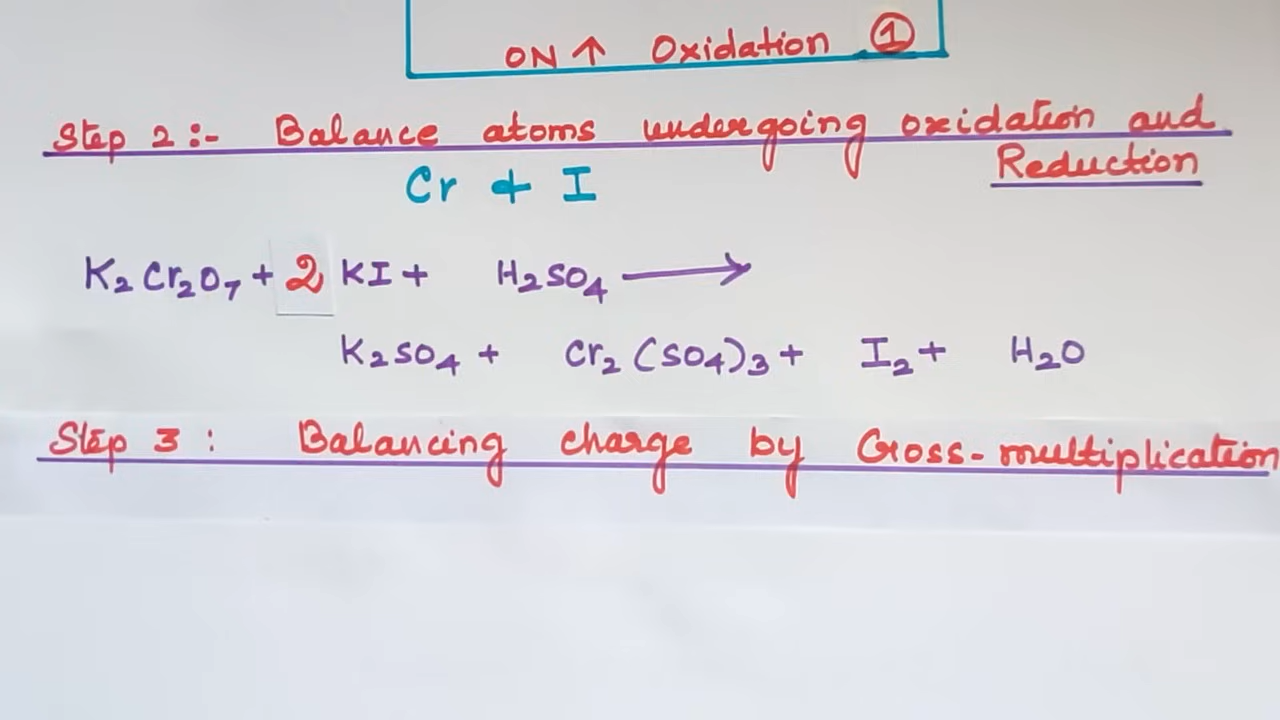 ON ↑ Oxidation ①
Step 2:- Balance atoms undergoing oxidation and
Reduction
Cr & I
K₂Cr₂O₇ + 2 KI + H₂SO₄ ⟶
K₂SO₄ + Cr₂(SO₄)₃ + I₂ + H₂O
Step 3: Balancing charge by Cross-multiplication